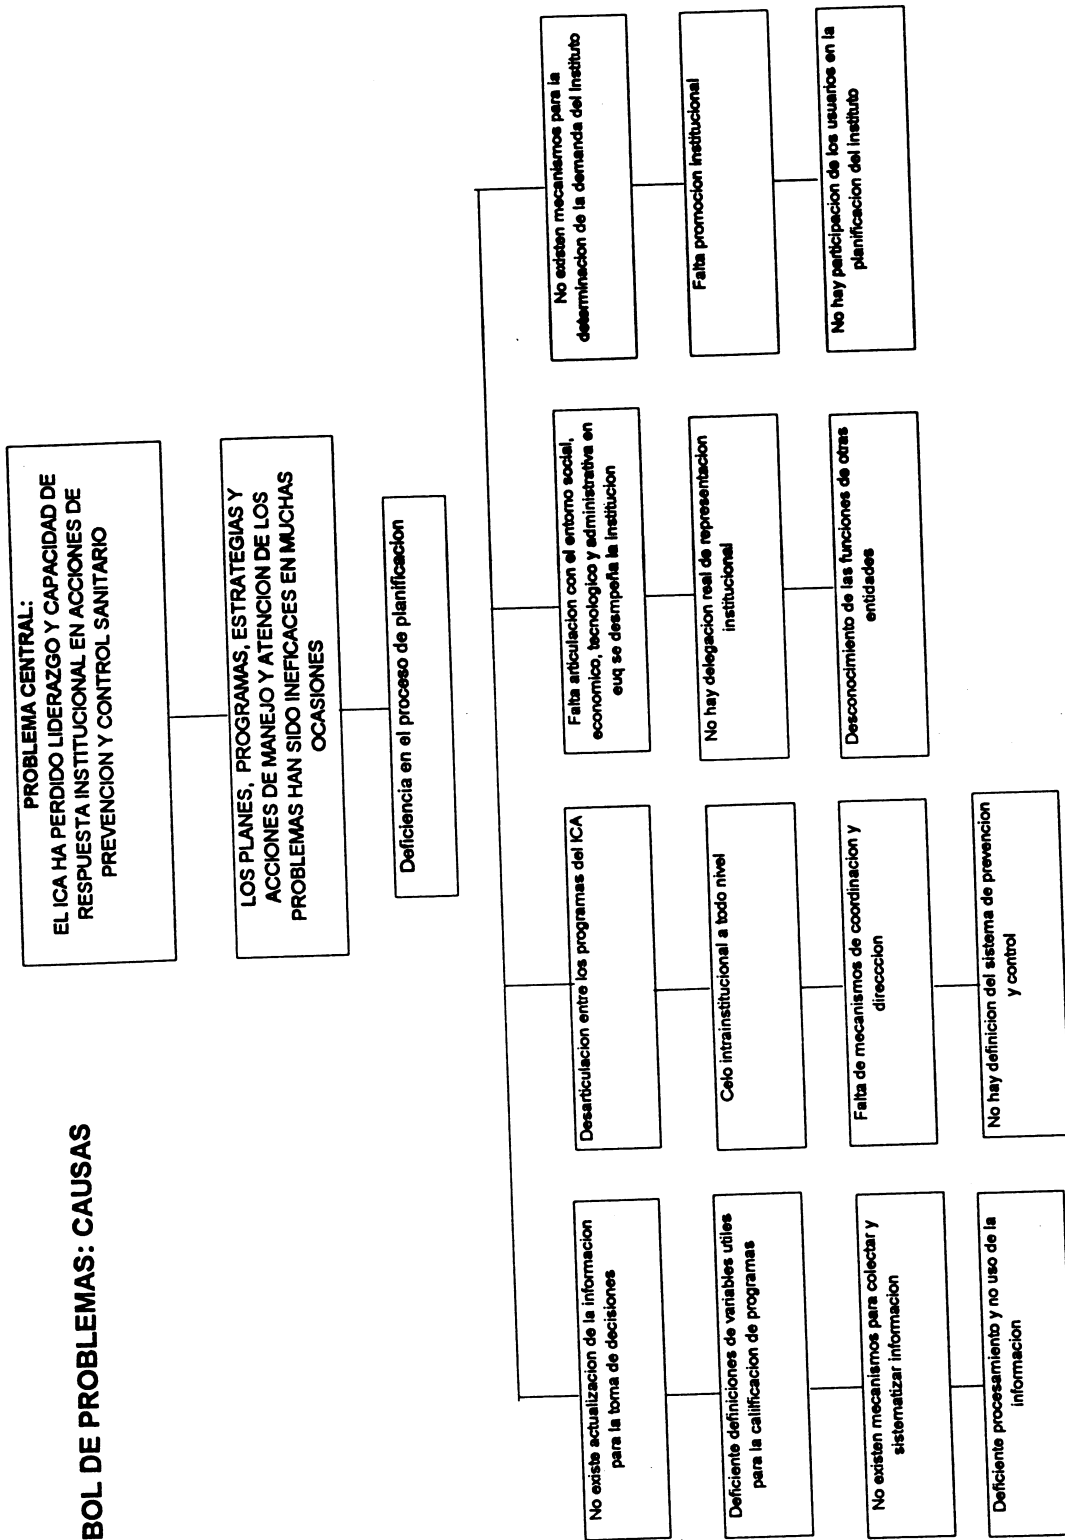 BOL DE PROBLEMAS: CAUSAS
PROBLEMA CENTRAL:
EL ICA HA PERDIDO LIDERAZGO Y CAPACIDAD DE
RESPUESTA INSTITUCIONAL EN ACCIONES DE
PREVENCION Y CONTROL SANITARIO
LOS PLANES, PROGRAMAS, ESTRATEGIAS Y
ACCIONES DE MANEJO Y ATENCION DE LOS
PROBLEMAS HAN SIDO INEFICACES EN MUCHAS
OCASIONES
Deficiencia en el proceso de planificacion
No existe actualizacion de la informacion
para la toma de decisiones
Deficiente definiciones de variables utiles
para la calilficacion de programas
No existen mecanismos para colectar y
sistematizar informacion
Deficiente procesamiento y no uso de la
informacion
Desarticulacion entre los programas del ICA
Celo intrainstitucional a todo nivel
Falta de mecanismos de coordinacion y
direcccion
No hay definicion del sistema de prevencion
y control
Falta articulacion con el entorno social,
economico, tecnologico y administrativa en
euq se desmpeña la institucion
No hay delegacion real de representacion
institucional
Desconocimiento de las funciones de otras
entidades
No existen mecanismos para la
determinacion de la demanda del Instituto
Falta promocion institucional
No hay participacion de los usuarios en la
planificacion del instituto